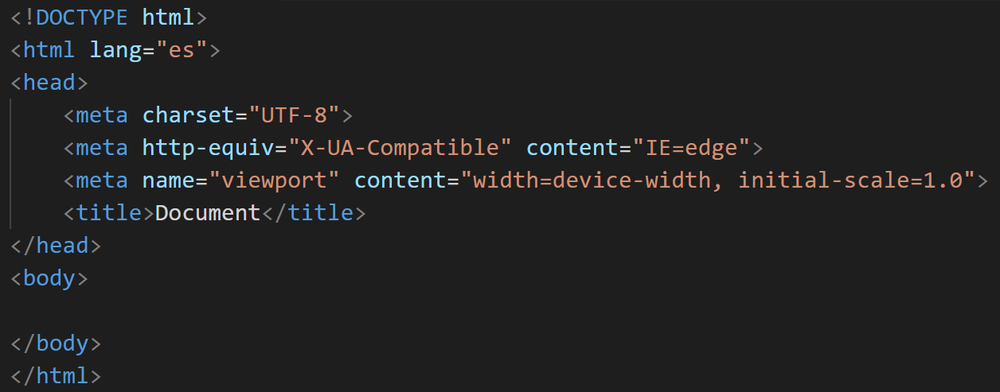 <!DOCTYPE html>
<html lang="es">
<head>
    <meta charset="UTF-8">
    <meta http-equiv="X-UA-Compatible" content="IE=edge">
    <meta name="viewport" content="width=device-width, initial-scale=1.0">
    <title>Document</title>
</head>
<body>

</body>
</html>